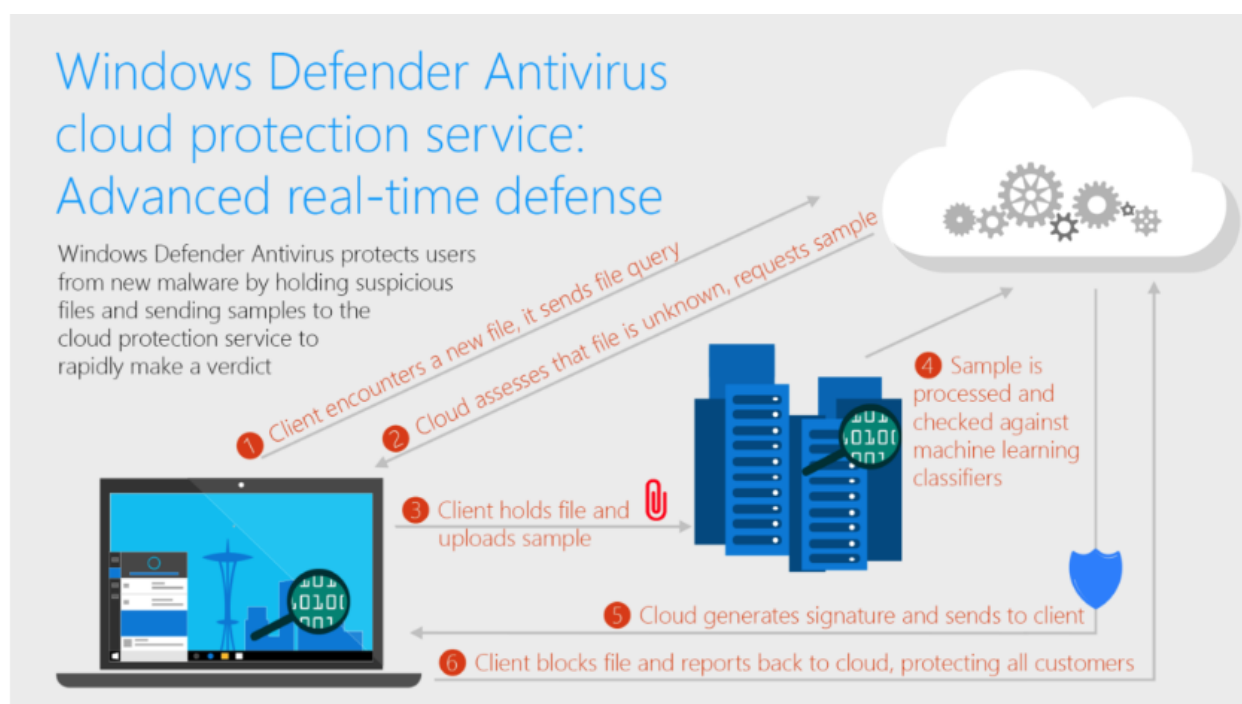 Windows Defender Antivirus
cloud protection service:
Advanced real-time defense
Windows Defender Antivirus protects users
from new malware by holding suspicious
files and sending samples to the
cloud protection service to
rapidly make a verdict
1 Client encounters a new file, it sends file query
2 Cloud assesses that file is unknown, requests sample
3 Client holds file and
uploads sample
4 Sample is
processed and
checked against
machine learning
classifiers
5 Cloud generates signature and sends to client
6 Client blocks file and reports back to cloud, protecting all customers